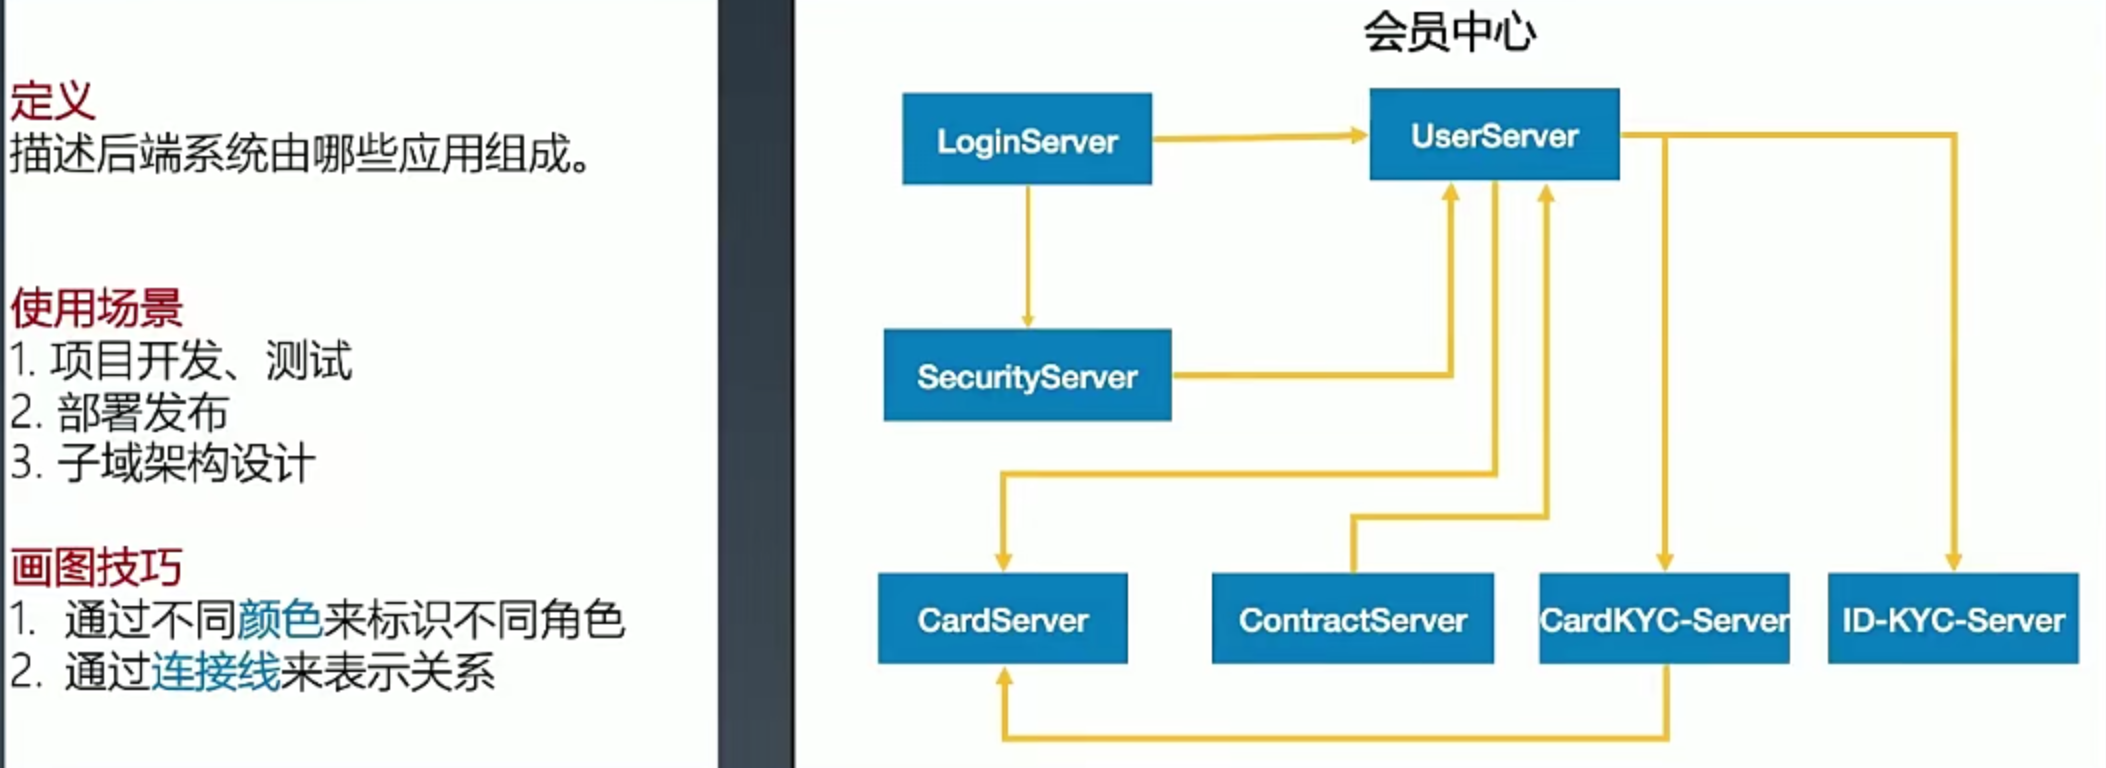 定义
描述后端系统由哪些应用组成。
使用场景
1. 项目开发、测试
2. 部署发布
3. 子域架构设计
画图技巧
1. 通过不同颜色来标识不同角色
2. 通过连接线来表示关系
会员中心
LoginServer
UserServer
SecurityServer
CardServer
ContractServer
CardKYC-Server
ID-KYC-Server